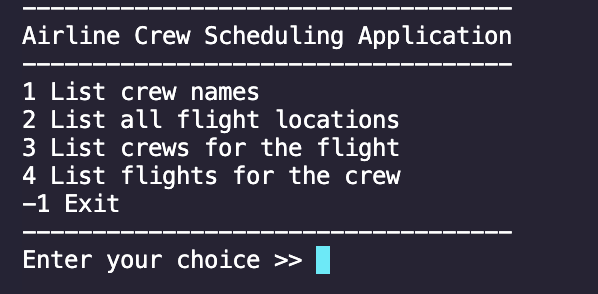 -----------------------------------
Airline Crew Scheduling Application
-----------------------------------
1 List crew names
2 List all flight locations
3 List crews for the flight
4 List flights for the crew
-1 Exit
-----------------------------------
Enter your choice >>